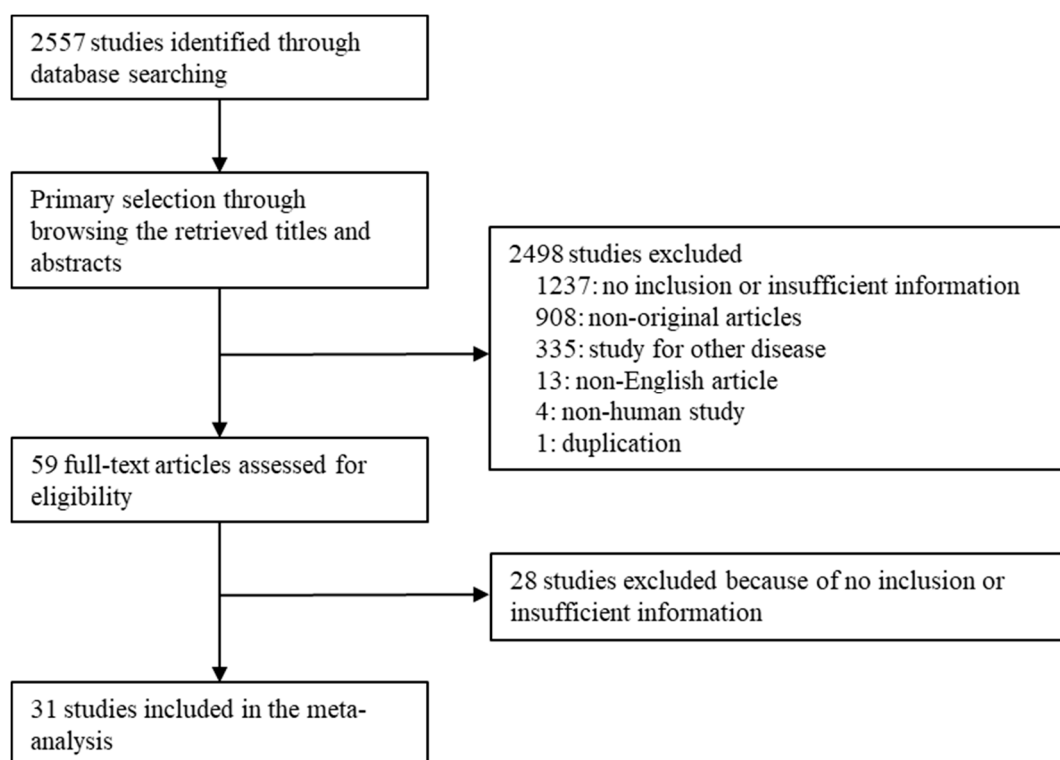 2557 studies identified through
database searching
Primary selection through
browsing the retrieved titles and
abstracts
2498 studies excluded
1237: no inclusion or insufficient information
908: non-original articles
335: study for other disease
13: non-English article
4: non-human study
1: duplication
59 full-text articles assessed for
eligibility
28 studies excluded because of no inclusion or
insufficient information
31 studies included in the meta-
analysis